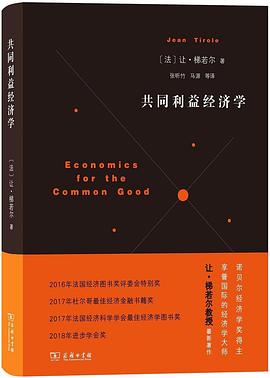 共同利益经济学
〔法〕让·梯若尔 著
商务印书馆
Jean Tirole
〔法〕让·梯若尔 著
张昕竹 马源 等译
共同利益经济学
Economics
for the
Common Good
2016年法国经济图书奖评委会特别奖
2017年杜尔哥最佳经济金融书籍奖
2017年法国经济科学学会最佳经济学图书奖
2018年进步学会奖
商务印书馆
诺贝尔经济学奖得主
享誉国际的经济学大师
让·梯若尔教授最新著作